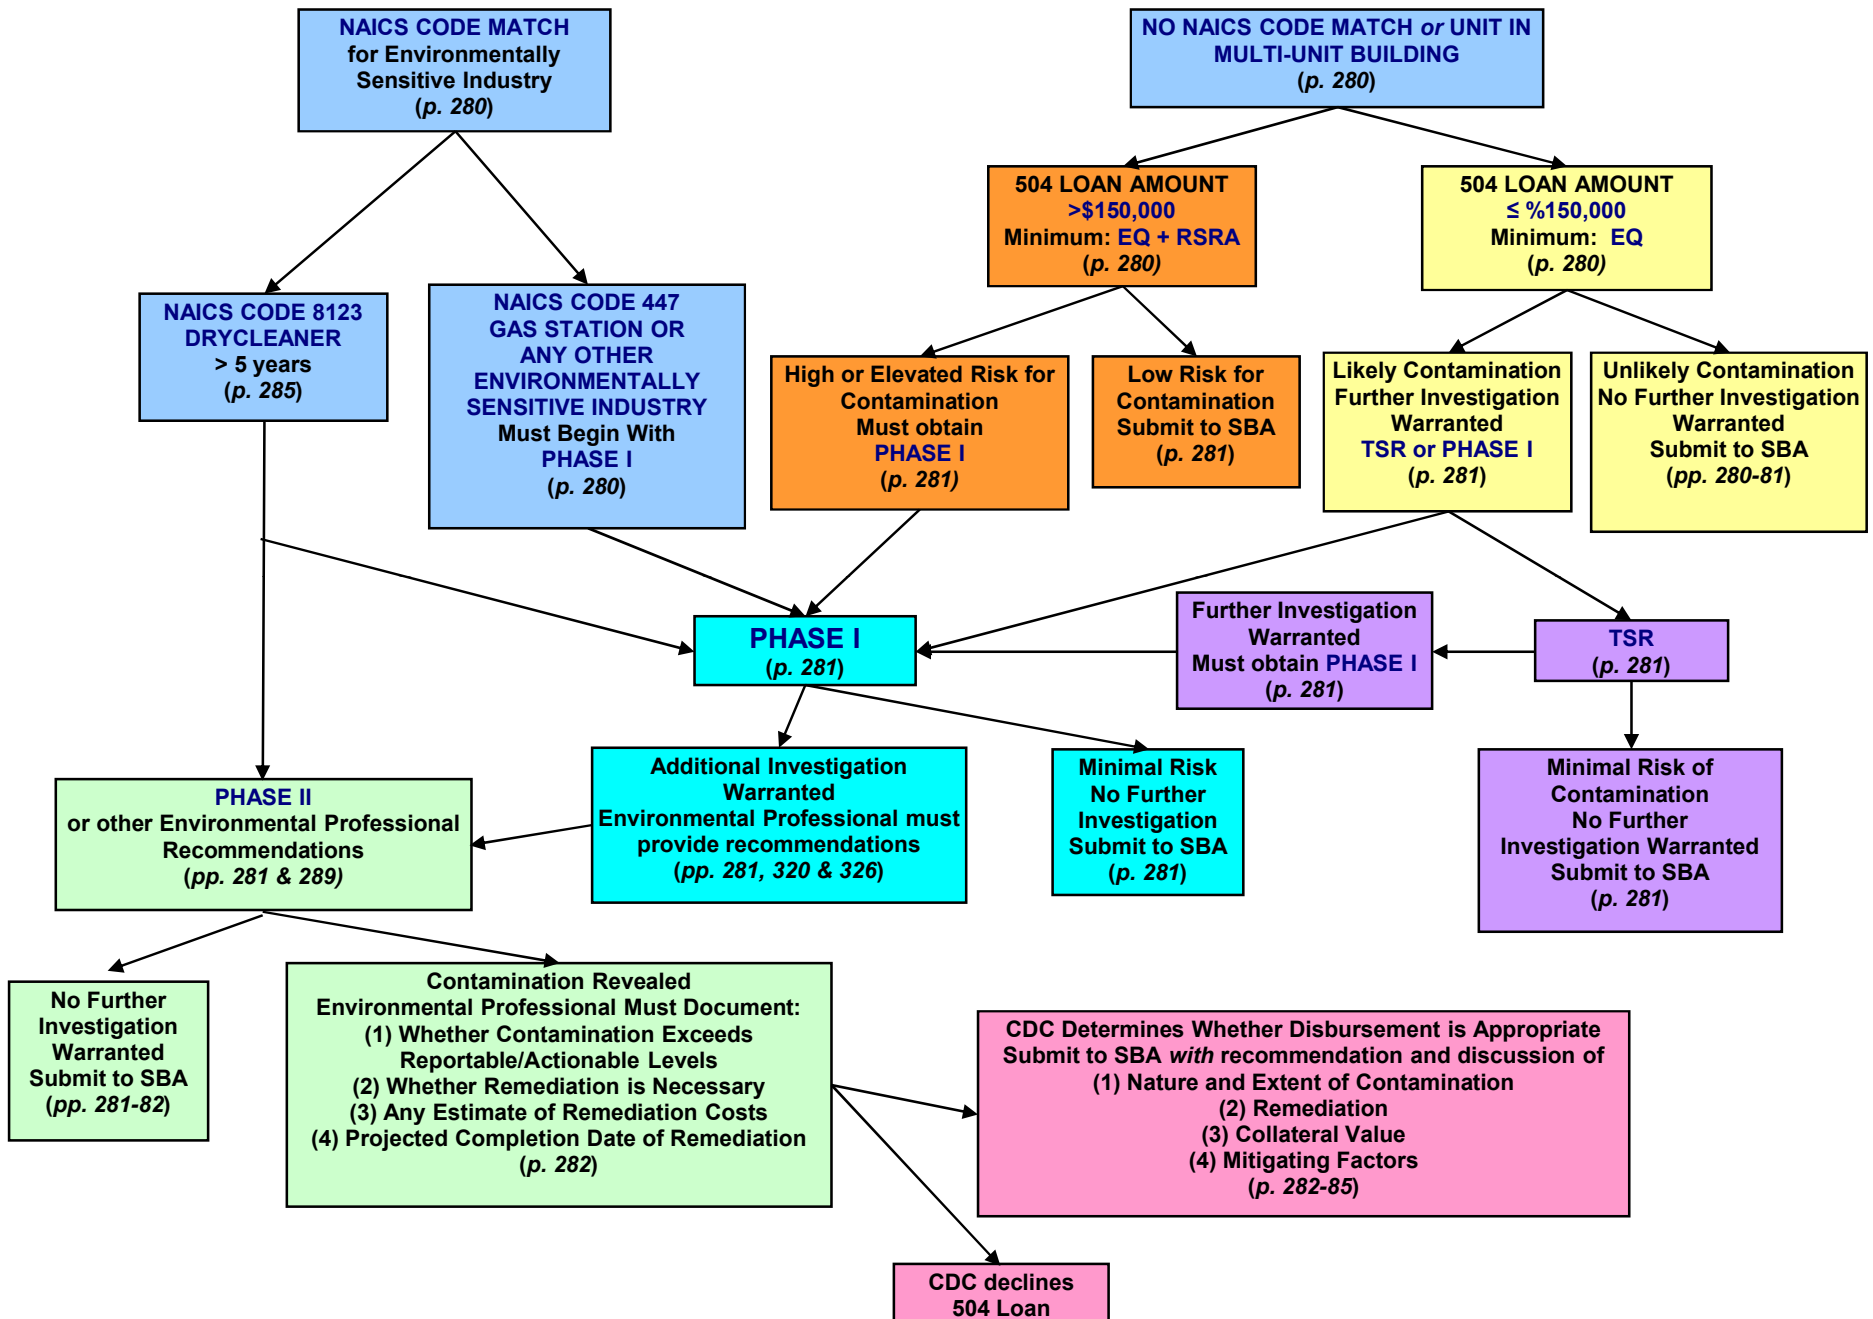 NAICS CODE MATCH
for Environmentally
Sensitive Industry
(p. 280)
NO NAICS CODE MATCH or UNIT IN
MULTI-UNIT BUILDING
(p. 280)
504 LOAN AMOUNT
>$150,000
Minimum: EQ + RSRA
(p. 280)
504 LOAN AMOUNT
≤ %150,000
Minimum: EQ
(p. 280)
NAICS CODE 8123
DRYCLEANER
> 5 years
(p. 285)
NAICS CODE 447
GAS STATION OR
ANY OTHER
ENVIRONMENTALLY
SENSITIVE INDUSTRY
Must Begin With
PHASE I
(p. 280)
High or Elevated Risk for
Contamination
Must obtain
PHASE I
(p. 281)
Low Risk for
Contamination
Submit to SBA
(p. 281)
Likely Contamination
Further Investigation
Warranted
TSR or PHASE I
(p. 281)
Unlikely Contamination
No Further Investigation
Warranted
Submit to SBA
(pp. 280-81)
PHASE I
(p. 281)
Further Investigation
Warranted
Must obtain PHASE I
(p. 281)
TSR
(p. 281)
PHASE II
or other Environmental Professional
Recommendations
(pp. 281 & 289)
Additional Investigation
Warranted
Environmental Professional must
provide recommendations
(pp. 281, 320 & 326)
Minimal Risk
No Further
Investigation
Submit to SBA
(p. 281)
Minimal Risk of
Contamination
No Further
Investigation Warranted
Submit to SBA
(p. 281)
No Further
Investigation
Warranted
Submit to SBA
(pp. 281-82)
Contamination Revealed
Environmental Professional Must Document:
(1) Whether Contamination Exceeds
Reportable/Actionable Levels
(2) Whether Remediation is Necessary
(3) Any Estimate of Remediation Costs
(4) Projected Completion Date of Remediation
(p. 282)
CDC Determines Whether Disbursement is Appropriate
Submit to SBA with recommendation and discussion of
(1) Nature and Extent of Contamination
(2) Remediation
(3) Collateral Value
(4) Mitigating Factors
(p. 282-85)
CDC declines
504 Loan